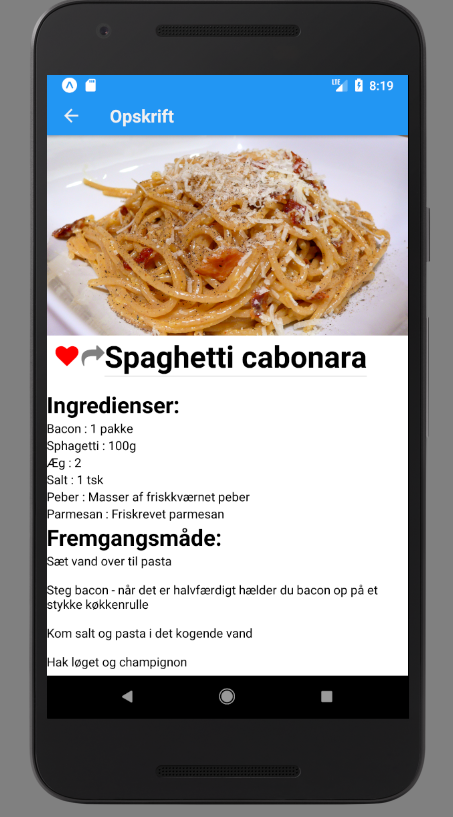 LTE 8:19
Opskrift
Spaghetti cabonara
Ingredienser:
Bacon : 1 pakke
Sphagetti : 100g
Æg : 2
Salt : 1 tsk
Peber : Masser af friskkværnet peber
Parmesan : Friskrevet parmesan
Fremgangsmåde:
Sæt vand over til pasta
Steg bacon - når det er halvfærdigt hælder du bacon op på et
stykke køkkenrulle
Kom salt og pasta i det kogende vand
Hak løget og champignon